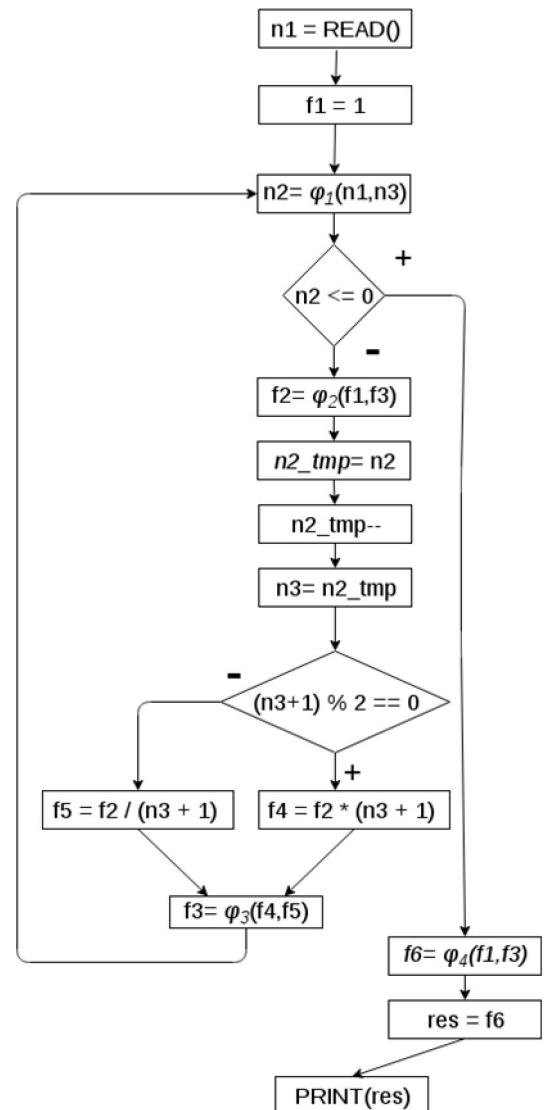 n1 = READ()
f1 = 1
n2= φ1(n1,n3)
+
n2 <= 0
-
f2= φ2(f1,f3)
n2_tmp= n2
n2_tmp--
n3= n2_tmp
-
(n3+1) % 2 == 0
+
f5 = f2 / (n3 + 1)
f4 = f2 * (n3 + 1)
f3= φ3(f4,f5)
f6= φ4(f1,f3)
res = f6
PRINT(res)